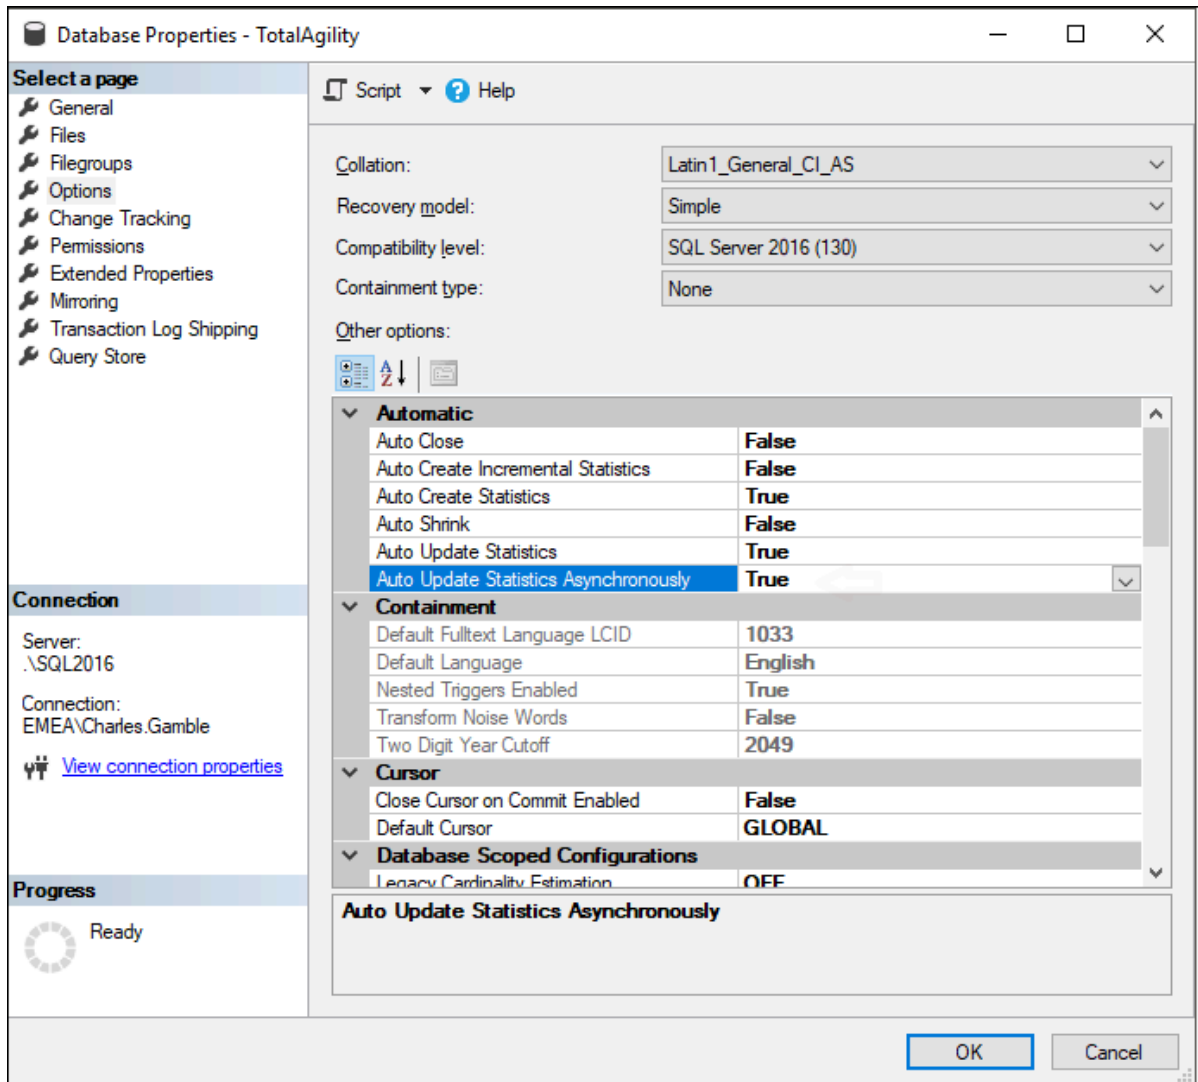 Database Properties - TotalAgility
Select a page
General
Files
Filegroups
Options
Change Tracking
Permissions
Extended Properties
Mirroring
Transaction Log Shipping
Query Store
Connection
Server:
.\SQL2016
Connection:
EMEA\Charles.Gamble
View connection properties
Progress
Ready
Script
Help
Collation: Latin1_General_CI_AS
Recovery model: Simple
Compatibility level: SQL Server 2016 (130)
Containment type: None
Other options:
Automatic
Auto Close False
Auto Create Incremental Statistics False
Auto Create Statistics True
Auto Shrink False
Auto Update Statistics True
Auto Update Statistics Asynchronously True
Containment
Default Fulltext Language LCID 1033
Default Language English
Nested Triggers Enabled True
Transform Noise Words False
Two Digit Year Cutoff 2049
Cursor
Close Cursor on Commit Enabled False
Default Cursor GLOBAL
Database Scoped Configurations
Legacy Cardinality Estimation OFF
Auto Update Statistics Asynchronously
OK
Cancel